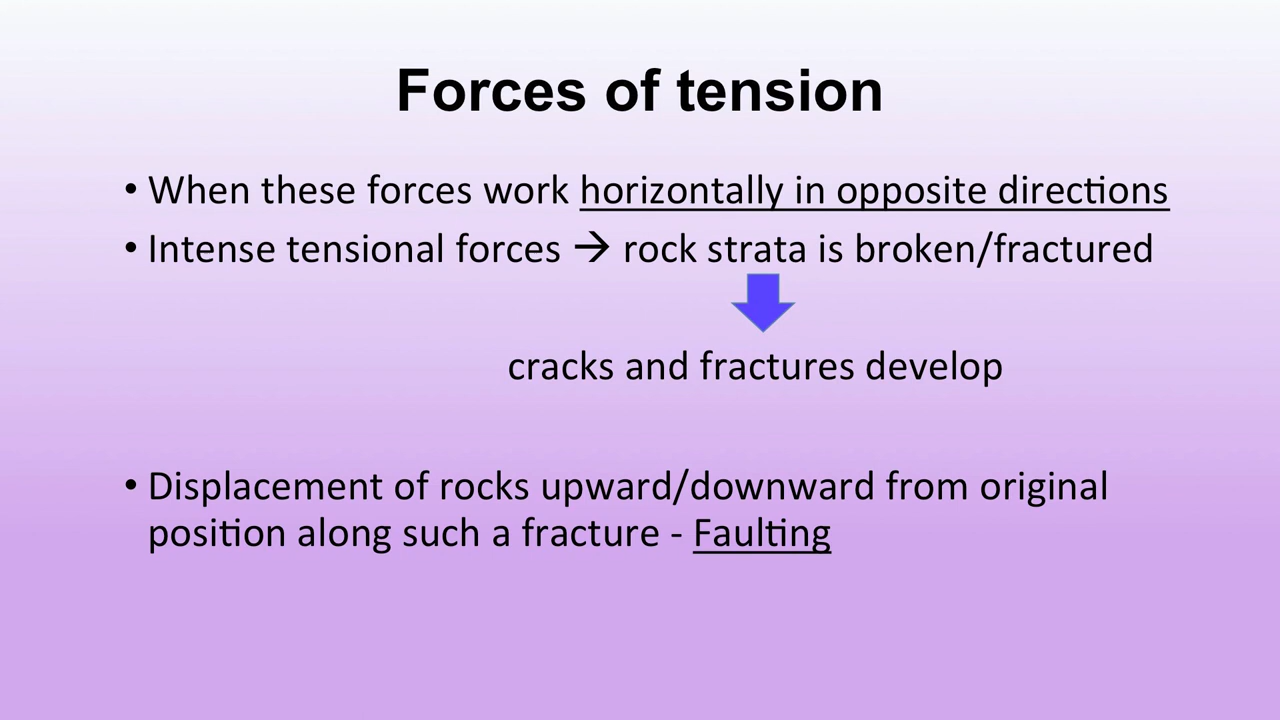 Forces of tension
• When these forces work horizontally in opposite directions
• Intense tensional forces → rock strata is broken/fractured
cracks and fractures develop
• Displacement of rocks upward/downward from original
position along such a fracture - Faulting